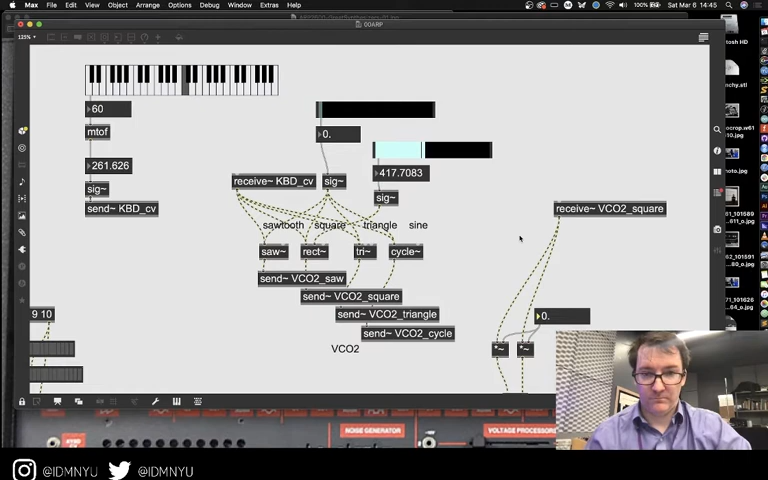 Max File Edit View Object Arrange Options Debug Window Extras Help 100% Sat Mar 6 14:45
00ARP
125%
60
mtof
261.626
sig~
send~ KBD_cv
0.
417.7083
receive~ KBD_cv sig~
sig~
receive~ VCO2_square
sawtooth square triangle sine
saw~ rect~ tri~ cycle~
send~ VCO2_saw
send~ VCO2_square
send~ VCO2_triangle
send~ VCO2_cycle
VCO2
9 10
0.
*~ *~
NOISE GENERATOR
VOLTAGE PROCESSORS
@IDMNYU @IDMNYU